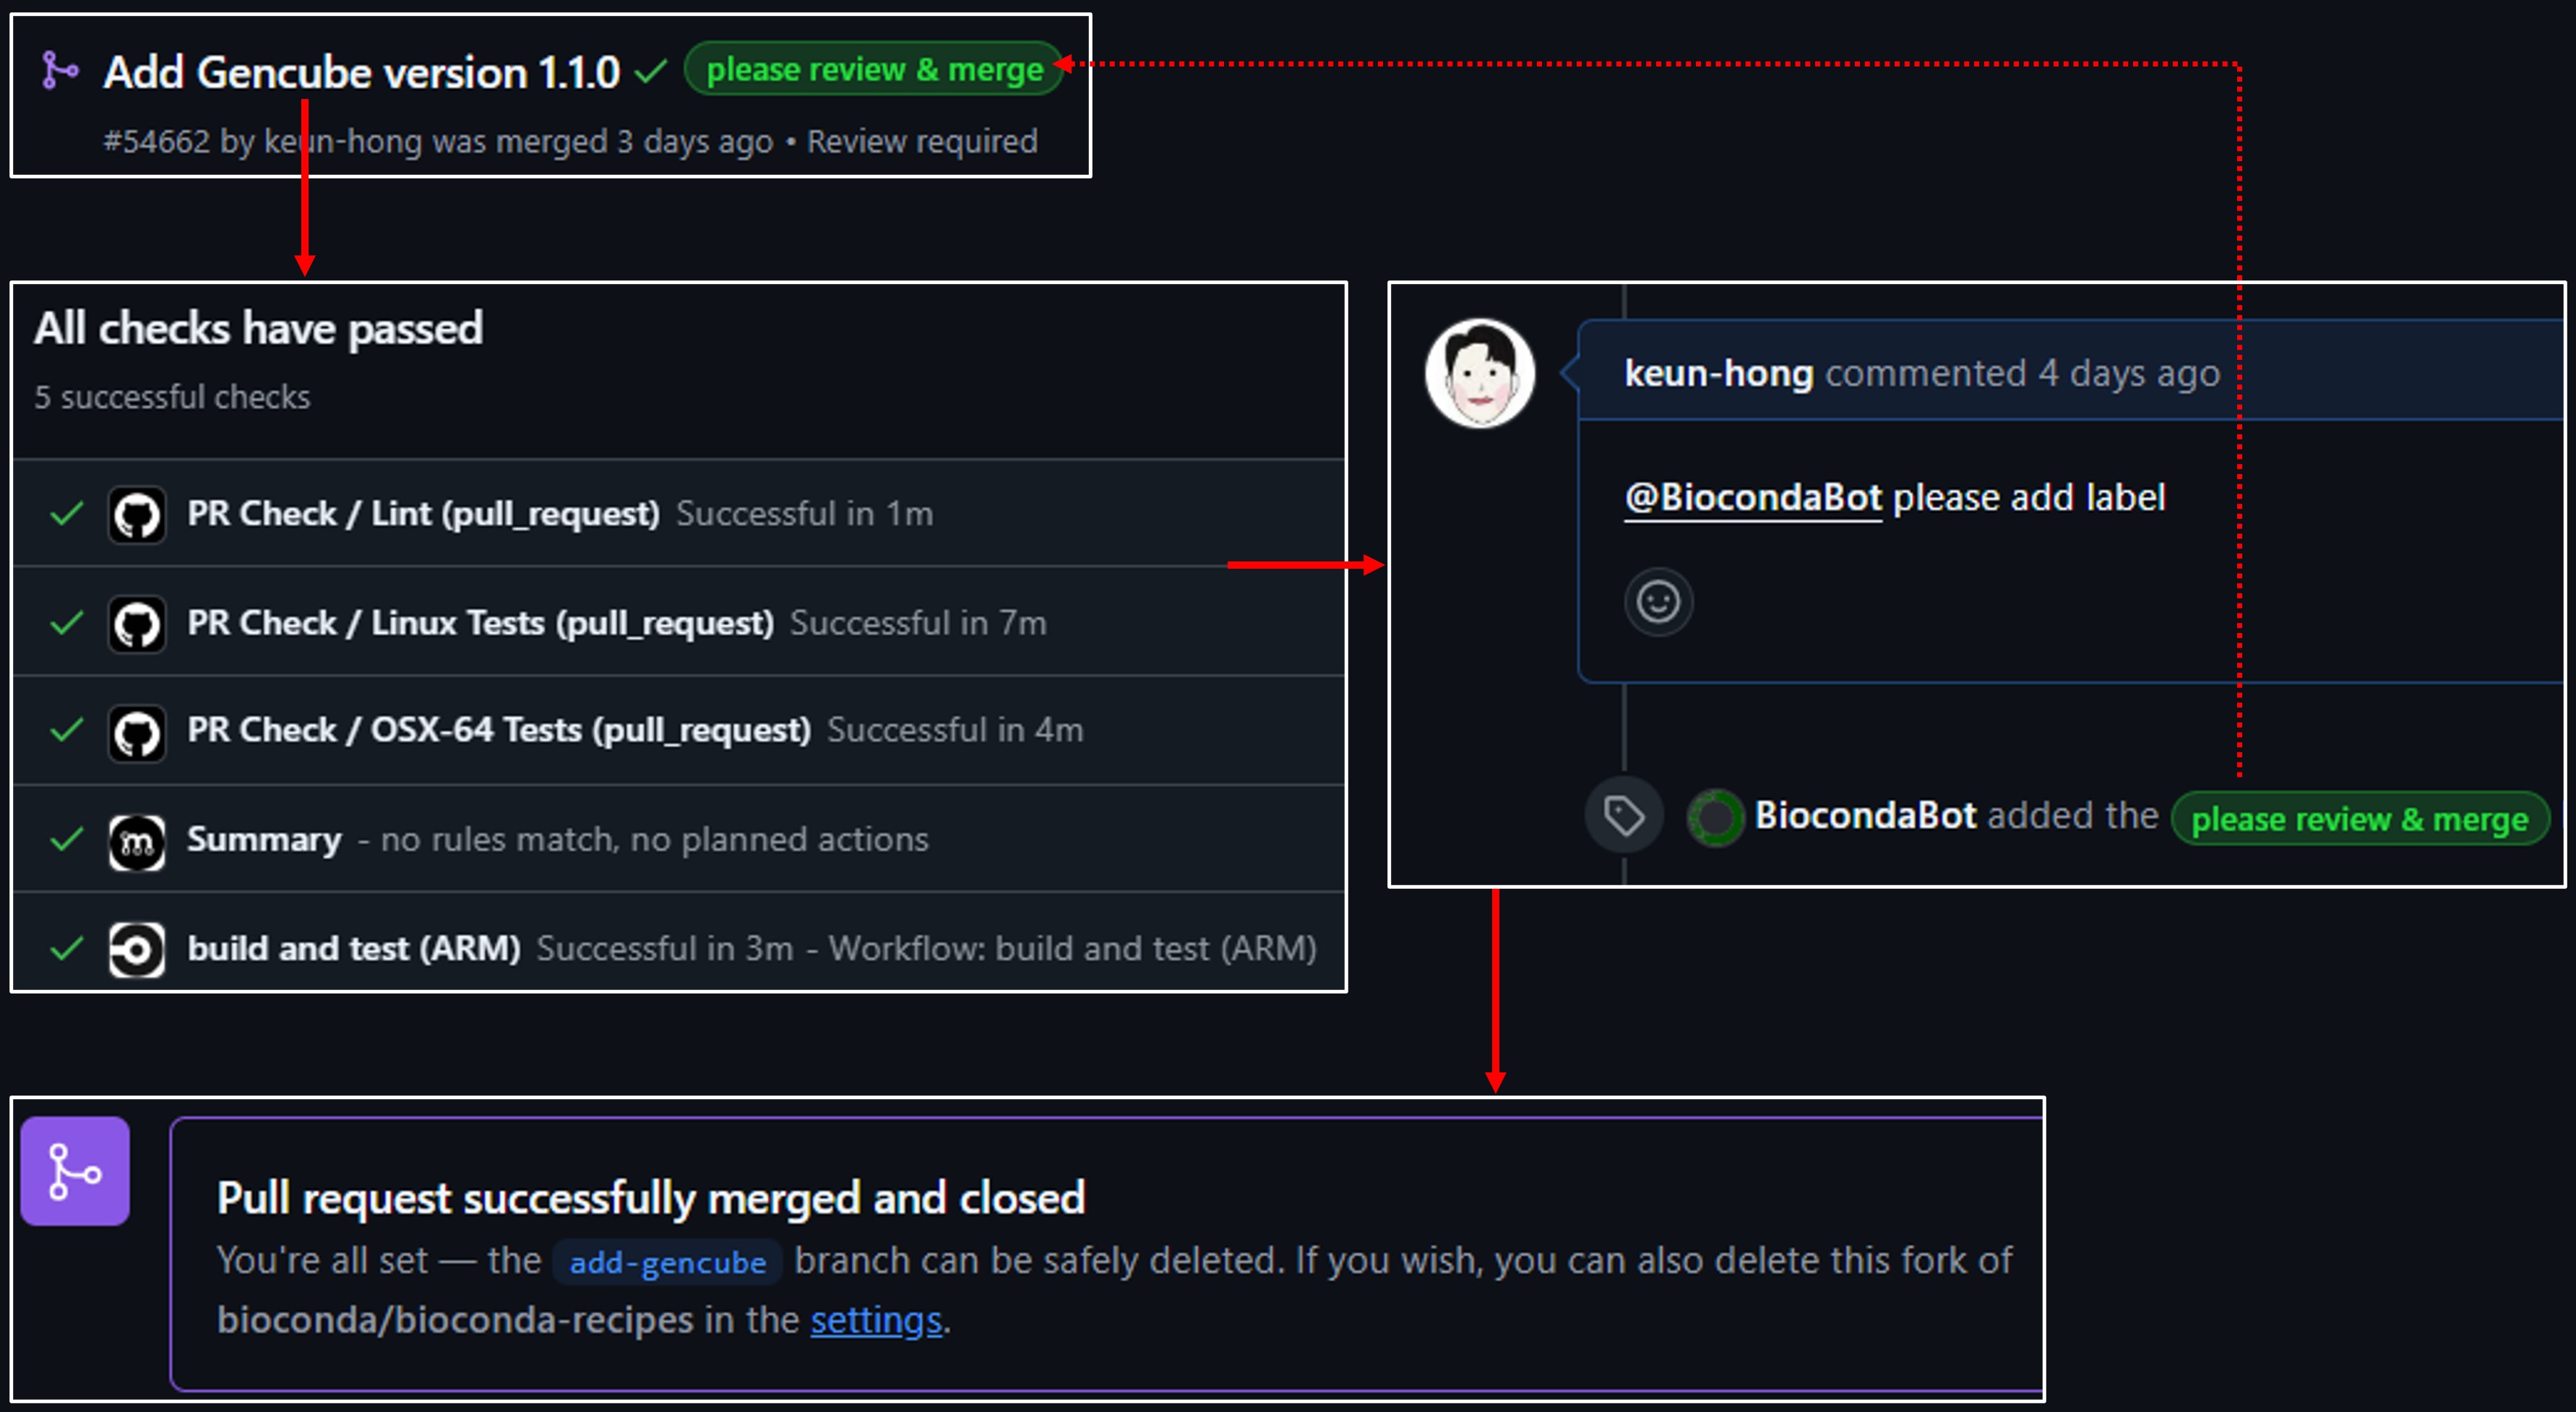 Add Gencube version 1.1.0 please review & merge
#54662 by keun-hong was merged 3 days ago • Review required
All checks have passed
5 successful checks
PR Check / Lint (pull_request) Successful in 1m
PR Check / Linux Tests (pull_request) Successful in 7m
PR Check / OSX-64 Tests (pull_request) Successful in 4m
Summary - no rules match, no planned actions
build and test (ARM) Successful in 3m - Workflow: build and test (ARM)
keun-hong commented 4 days ago
@BiocondaBot please add label
BiocondaBot added the please review & merge
Pull request successfully merged and closed
You're all set — the add-gencube branch can be safely deleted. If you wish, you can also delete this fork of
bioconda/bioconda-recipes in the settings.